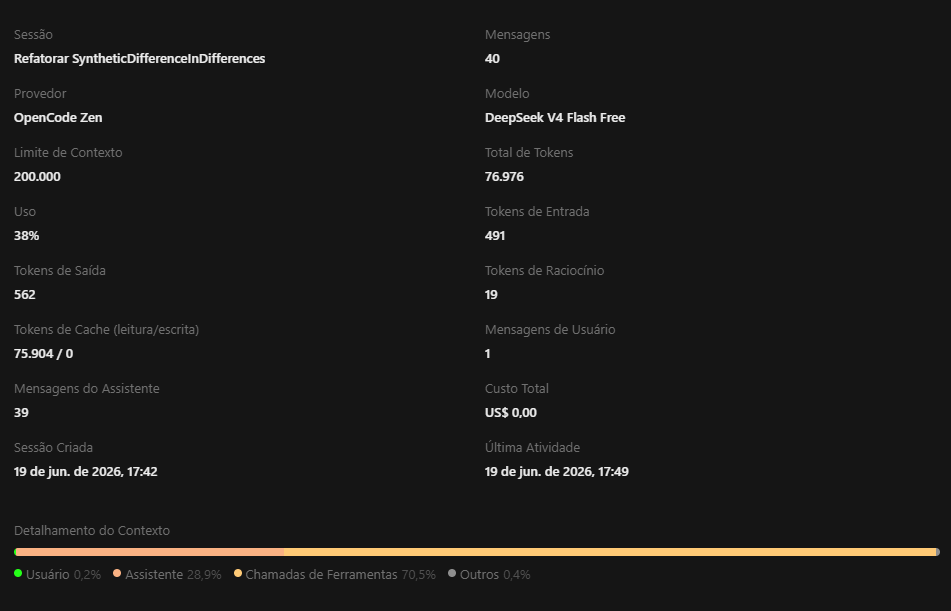 Sessão
Refatorar SyntheticDifferenceInDifferences
Mensagens
40
Provedor
OpenCode Zen
Modelo
DeepSeek V4 Flash Free
Limite de Contexto
200.000
Total de Tokens
76.976
Uso
38%
Tokens de Entrada
491
Tokens de Saída
562
Tokens de Raciocínio
19
Tokens de Cache (leitura/escrita)
75.904 / 0
Mensagens de Usuário
1
Mensagens do Assistente
39
Custo Total
US$ 0,00
Sessão Criada
19 de jun. de 2026, 17:42
Última Atividade
19 de jun. de 2026, 17:49
Detalhamento do Contexto
Usuário 0,2% Assistente 28,9% Chamadas de Ferramentas 70,5% Outros 0,4%